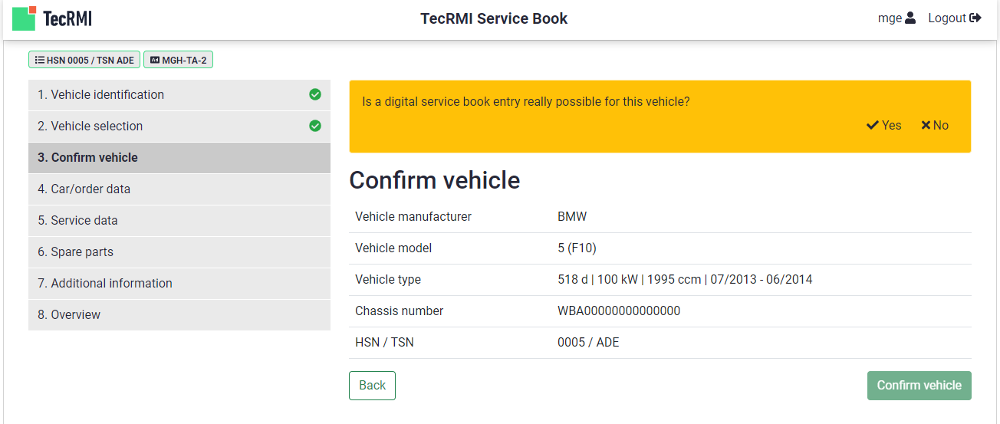 TecRMI
TecRMI Service Book
mge
Logout
HSN 0005 / TSN ADE
Ad MGH-TA-2
1. Vehicle identification
2. Vehicle selection
3. Confirm vehicle
4. Car/order data
5. Service data
6. Spare parts
7. Additional information
8. Overview
Is a digital service book entry really possible for this vehicle?
Yes
No
Confirm vehicle
Vehicle manufacturer BMW
Vehicle model 5 (F10)
Vehicle type 518 d | 100 kW | 1995 ccm | 07/2013 - 06/2014
Chassis number WBA00000000000000
HSN / TSN 0005 / ADE
Back
Confirm vehicle